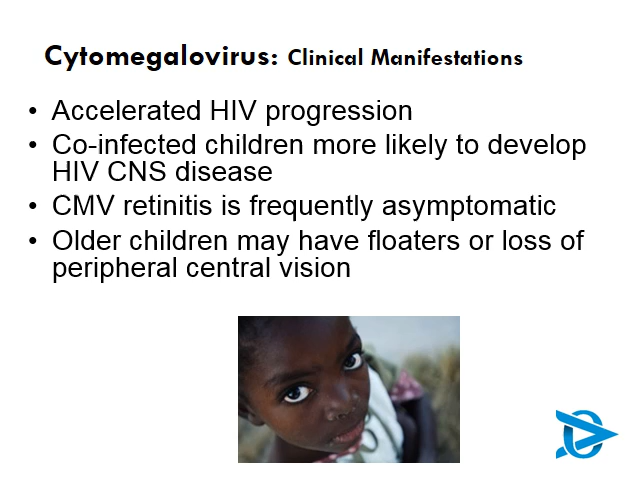 Cytomegalovirus: Clinical Manifestations
• Accelerated HIV progression
• Co-infected children more likely to develop
HIV CNS disease
• CMV retinitis is frequently asymptomatic
• Older children may have floaters or loss of
peripheral central vision